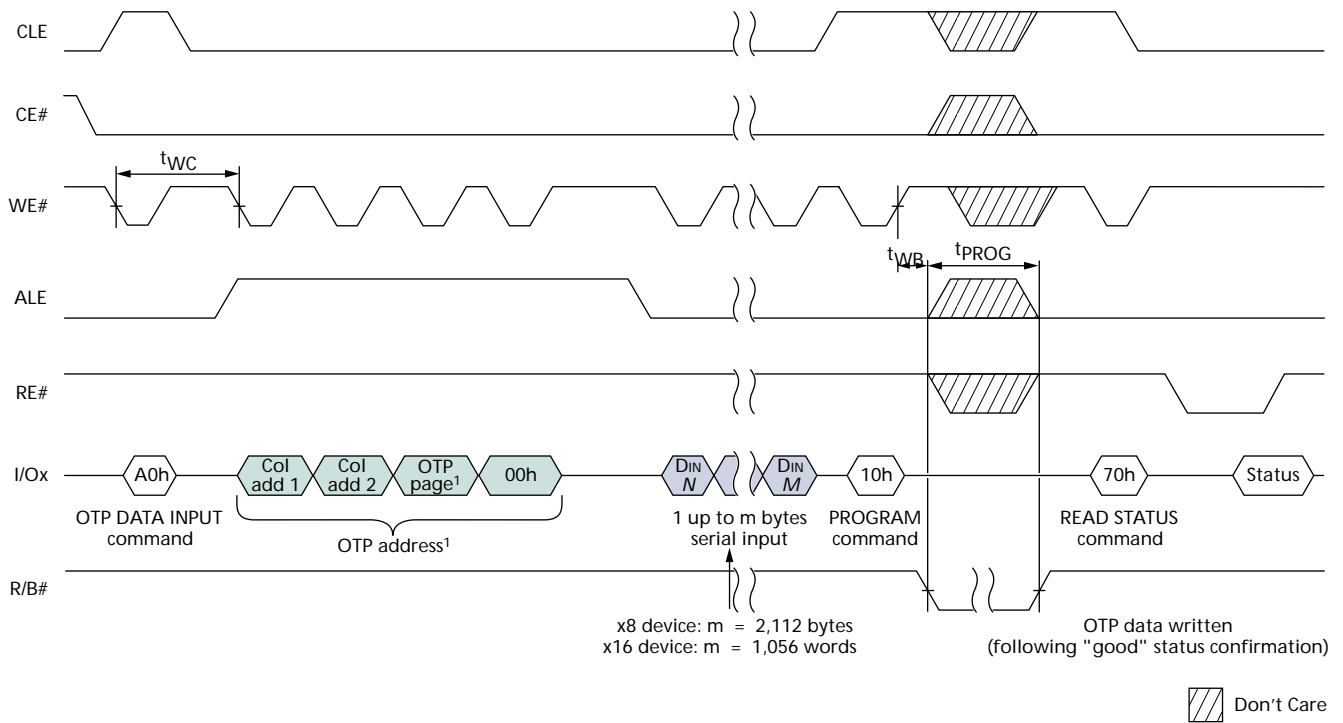 CLE
CE#
tWC
WE#
tWB
tPROG
ALE
RE#
I/Ox
A0h
Col add 1
Col add 2
OTP page1
00h
DIN N
DIN M
10h
70h
Status
OTP DATA INPUT
command
OTP address1
1 up to m bytes
serial input
PROGRAM
command
READ STATUS
command
R/B#
x8 device: m = 2,112 bytes
x16 device: m = 1,056 words
OTP data written
(following "good" status confirmation)
Don't Care